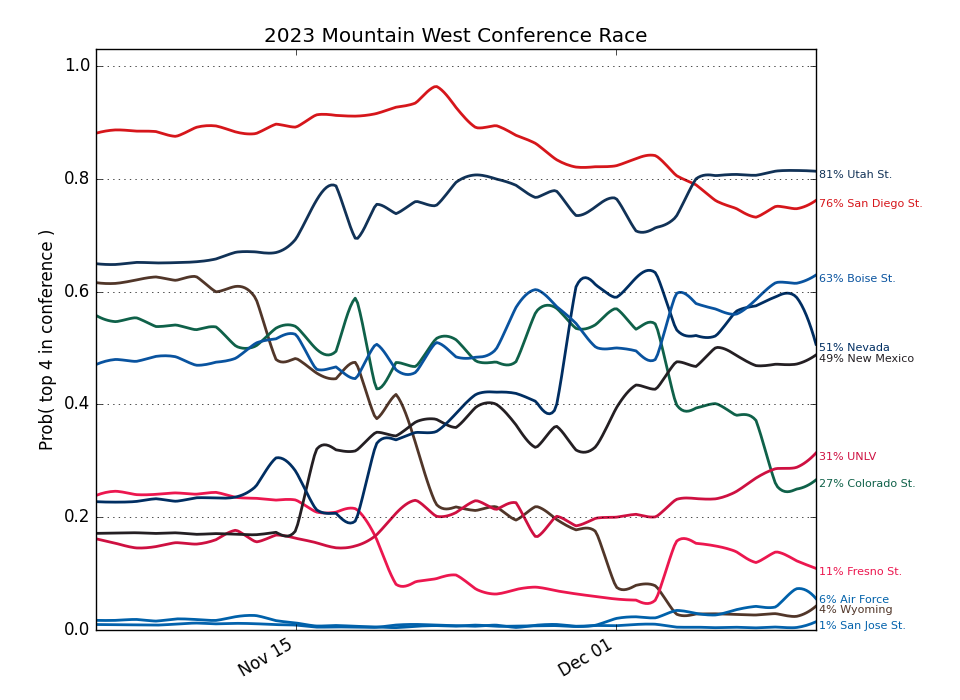 2023 Mountain West Conference Race
Prob( top 4 in conference )
1.0
0.8
0.6
0.4
0.2
0.0
Nov 15
Dec 01
81% Utah St.
76% San Diego St.
63% Boise St.
51% Nevada
49% New Mexico
31% UNLV
27% Colorado St.
11% Fresno St.
6% Air Force
4% Wyoming
1% San Jose St.